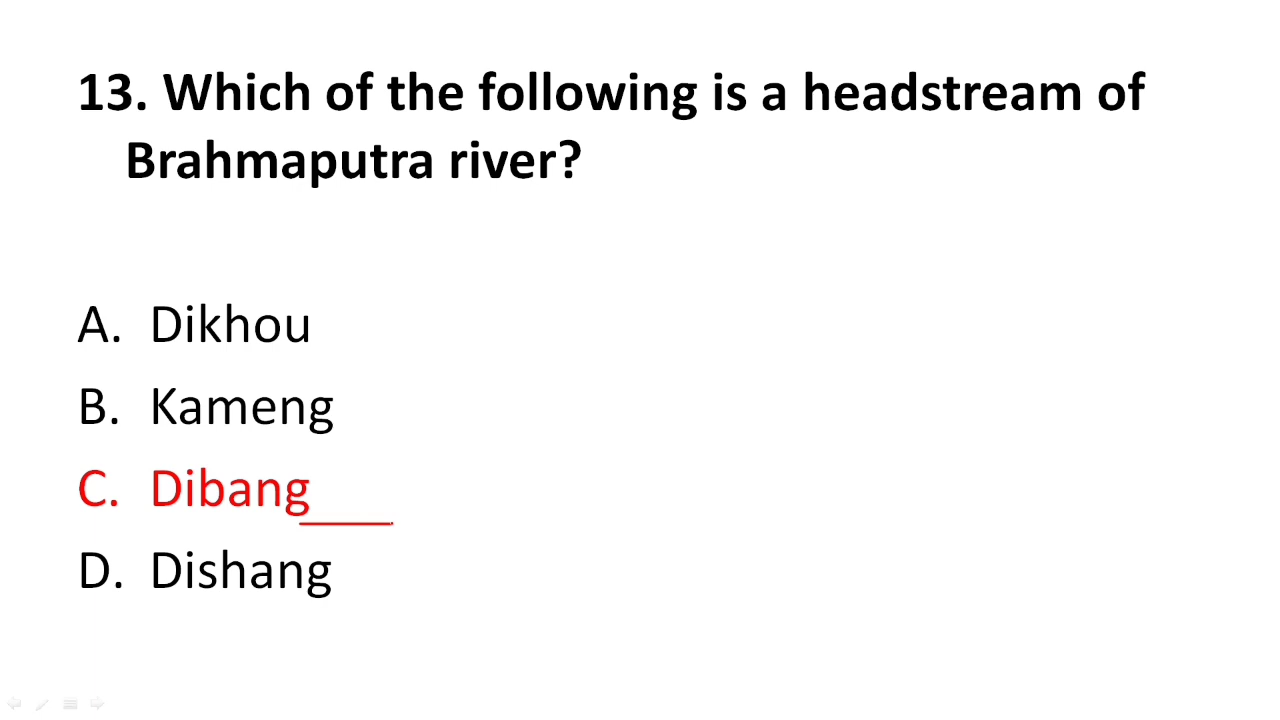 13. Which of the following is a headstream of
Brahmaputra river?
A. Dikhou
B. Kameng
C. Dibang
D. Dishang